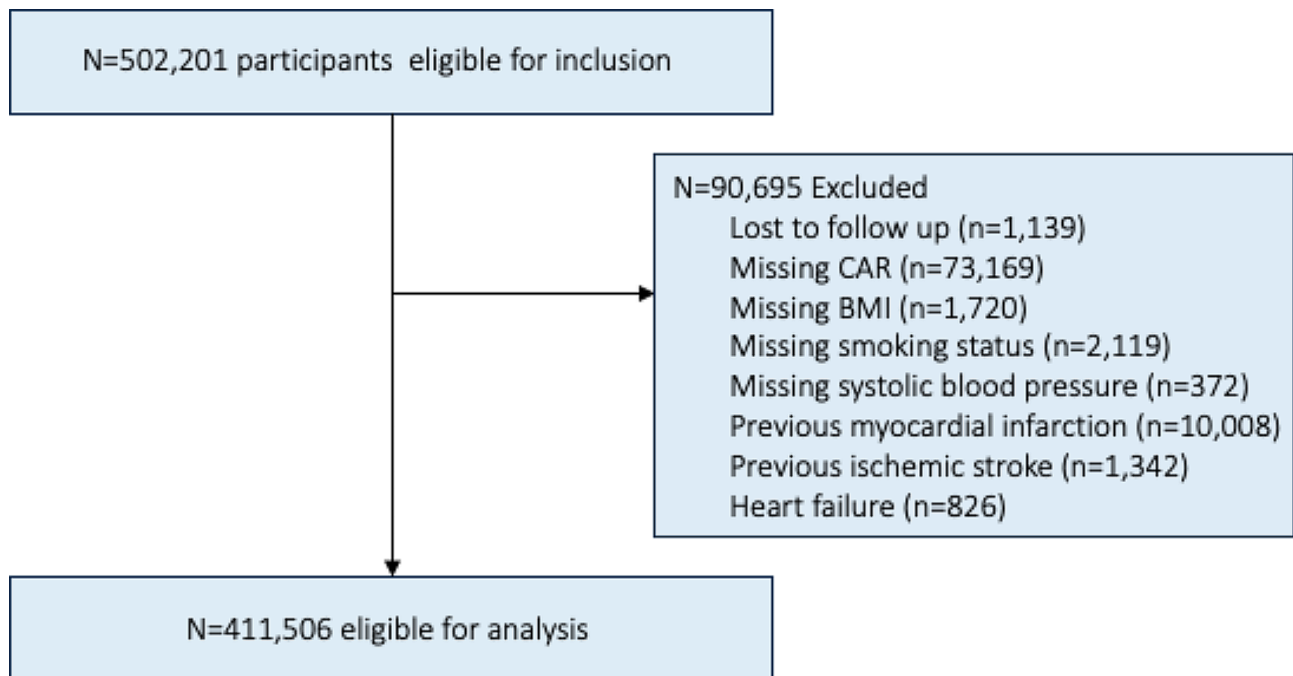 N=502,201 participants eligible for inclusion
N=90,695 Excluded
Lost to follow up (n=1,139)
Missing CAR (n=73,169)
Missing BMI (n=1,720)
Missing smoking status (n=2,119)
Missing systolic blood pressure (n=372)
Previous myocardial infarction (n=10,008)
Previous ischemic stroke (n=1,342)
Heart failure (n=826)
N=411,506 eligible for analysis